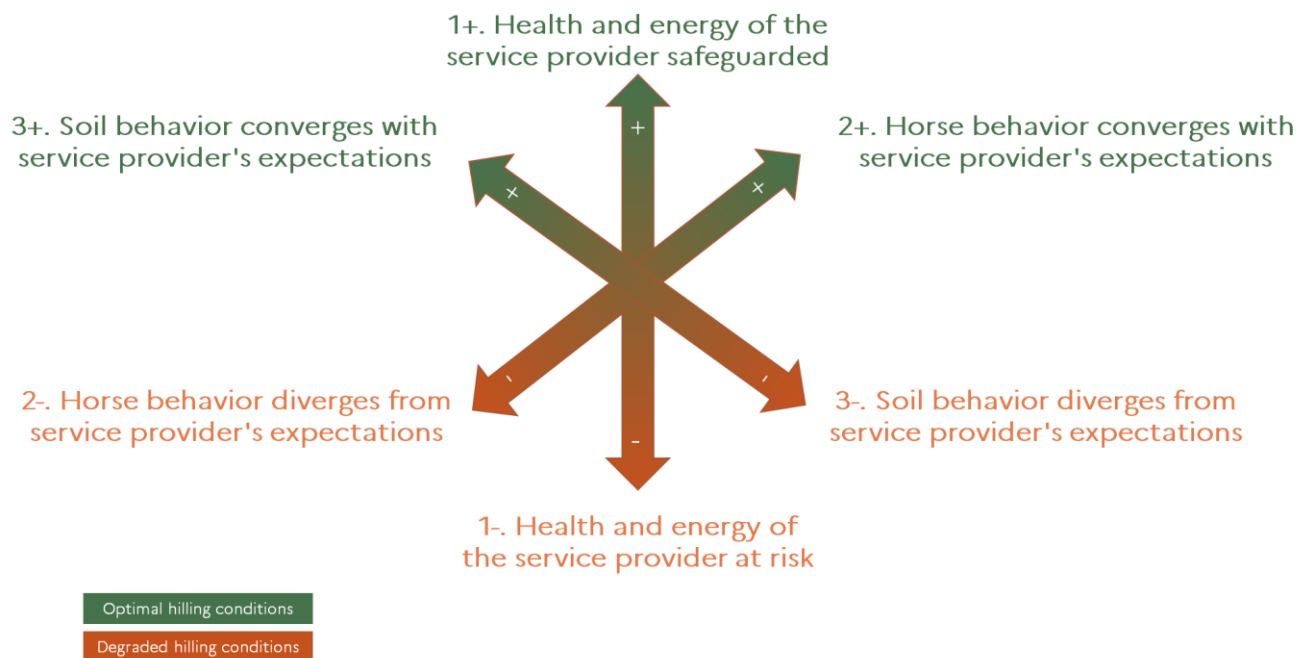 1+. Health and energy of the
service provider safeguarded
+
3+. Soil behavior converges with
service provider's expectations
+
2+. Horse behavior converges with
service provider's expectations
+
2-. Horse behavior diverges from
service provider's expectations
-
3-. Soil behavior diverges from
service provider's expectations
-
-
1-. Health and energy of
the service provider at risk
Optimal hilling conditions
Degraded hilling conditions